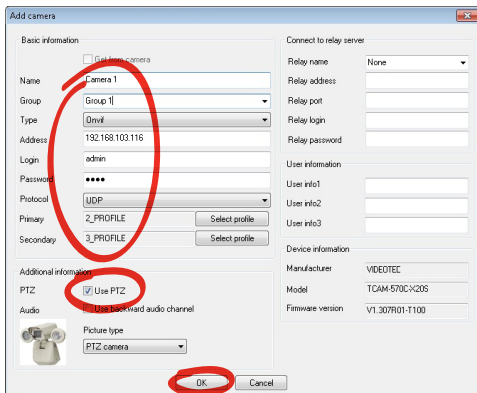 Add camera
Basic information
Get from camera
Name Camera 1
Group Group 1
Type Onvif
Address 192.168.103.116
Login admin
Password ••••
Protocol UDP
Primary 2_PROFILE Select profile
Secondary 3_PROFILE Select profile
Additional information
PTZ Use PTZ
Audio Use backward audio channel
Picture type
PTZ camera
Connect to relay server
Relay name None
Relay address
Relay port
Relay login
Relay password
User information
User info1
User info2
User info3
Device information
Manufacturer VIDEOTEC
Model TCAM-570C-X20S
Firmware version V1.307R01-T100
OK Cancel